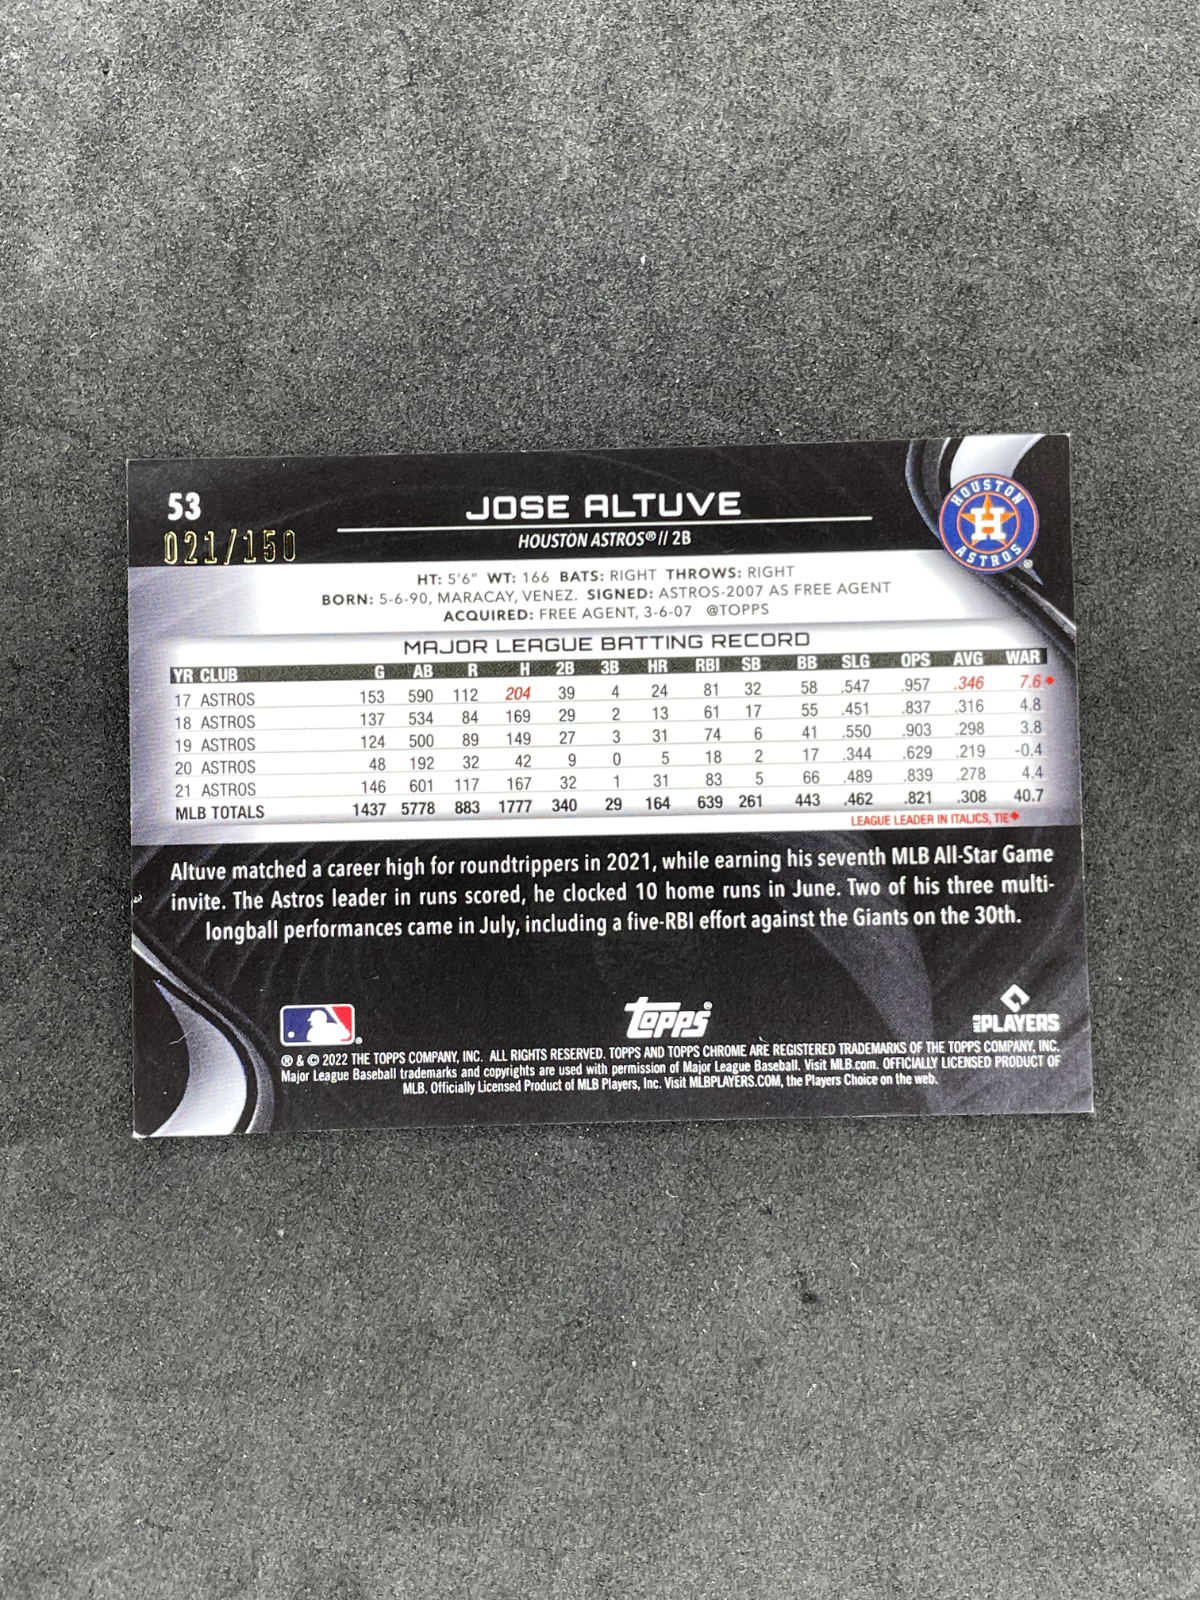 53
JOSE ALTUVE
021/150
HOUSTON ASTROS® // 2B
HOUSTON
H
ASTROS
®
HT: 5'6" WT: 166 BATS: RIGHT THROWS: RIGHT
BORN: 5-6-90, MARACAY, VENEZ. SIGNED: ASTROS-2007 AS FREE AGENT
ACQUIRED: FREE AGENT, 3-6-07 @TOPPS
MAJOR LEAGUE BATTING RECORD
YR CLUB G AB R H 2B 3B HR RBI SB BB SLG OPS AVG WAR
17 ASTROS 153 590 112 204 39 4 24 81 32 58 .547 .957 .346 7.6♦
18 ASTROS 137 534 84 169 29 2 13 61 17 55 .451 .837 .316 4.8
19 ASTROS 124 500 89 149 27 3 31 74 6 41 .550 .903 .298 3.8
20 ASTROS 48 192 32 42 9 0 5 18 2 17 .344 .629 .219 -0.4
21 ASTROS 146 601 117 167 32 1 31 83 5 66 .489 .839 .278 4.4
MLB TOTALS 1437 5778 883 1777 340 29 164 639 261 443 .462 .821 .308 40.7
LEAGUE LEADER IN ITALICS, TIE♦
Altuve matched a career high for roundtrippers in 2021, while earning his seventh MLB All-Star Game
invite. The Astros leader in runs scored, he clocked 10 home runs in June. Two of his three multi-
longball performances came in July, including a five-RBI effort against the Giants on the 30th.
Topps®
MLB PLAYERS
® & © 2022 THE TOPPS COMPANY, INC. ALL RIGHTS RESERVED. TOPPS AND TOPPS CHROME ARE REGISTERED TRADEMARKS OF THE TOPPS COMPANY, INC.
Major League Baseball trademarks and copyrights are used with permission of Major League Baseball. Visit MLB.com. OFFICIALLY LICENSED PRODUCT OF
MLB. Officially Licensed Product of MLB Players, Inc. Visit MLBPLAYERS.COM, the Players Choice on the web.